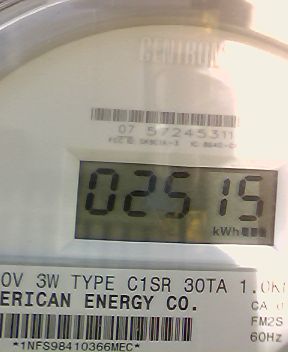 CENTRON
07 57245311
02515
kWh
0V 3W TYPE C1SR 30TA 1.0K
ERICAN ENERGY CO.
CA 0
FM2S
60Hz
*1NFS98410366MEC*